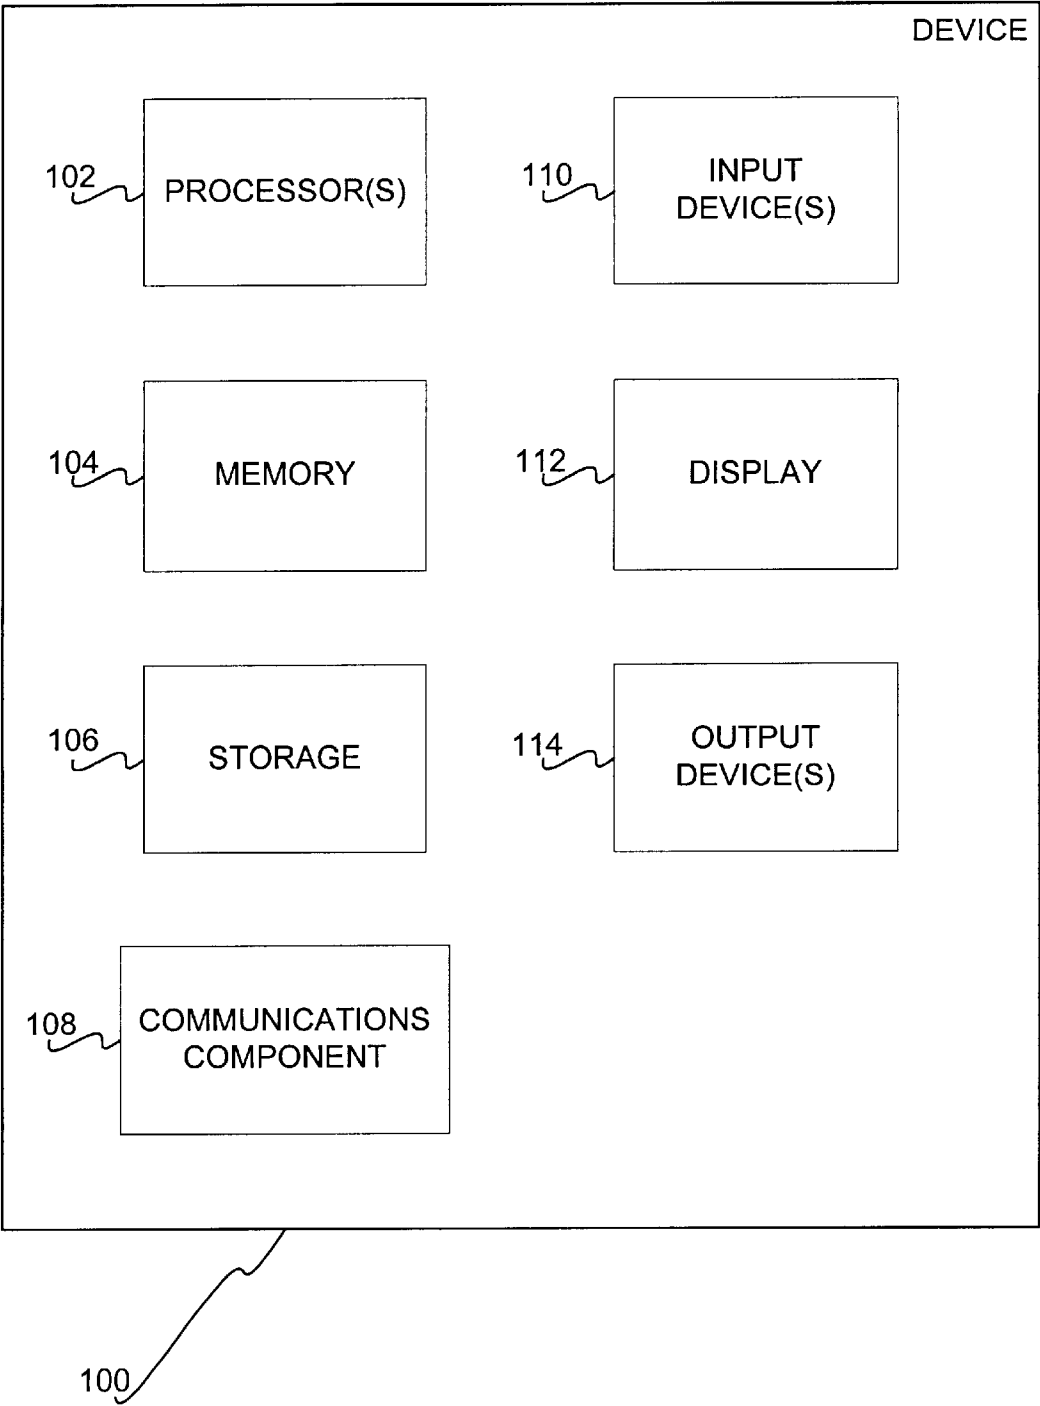 DEVICE
102
PROCESSOR(S)
110
INPUT
DEVICE(S)
104
MEMORY
112
DISPLAY
106
STORAGE
114
OUTPUT
DEVICE(S)
108
COMMUNICATIONS
COMPONENT
100